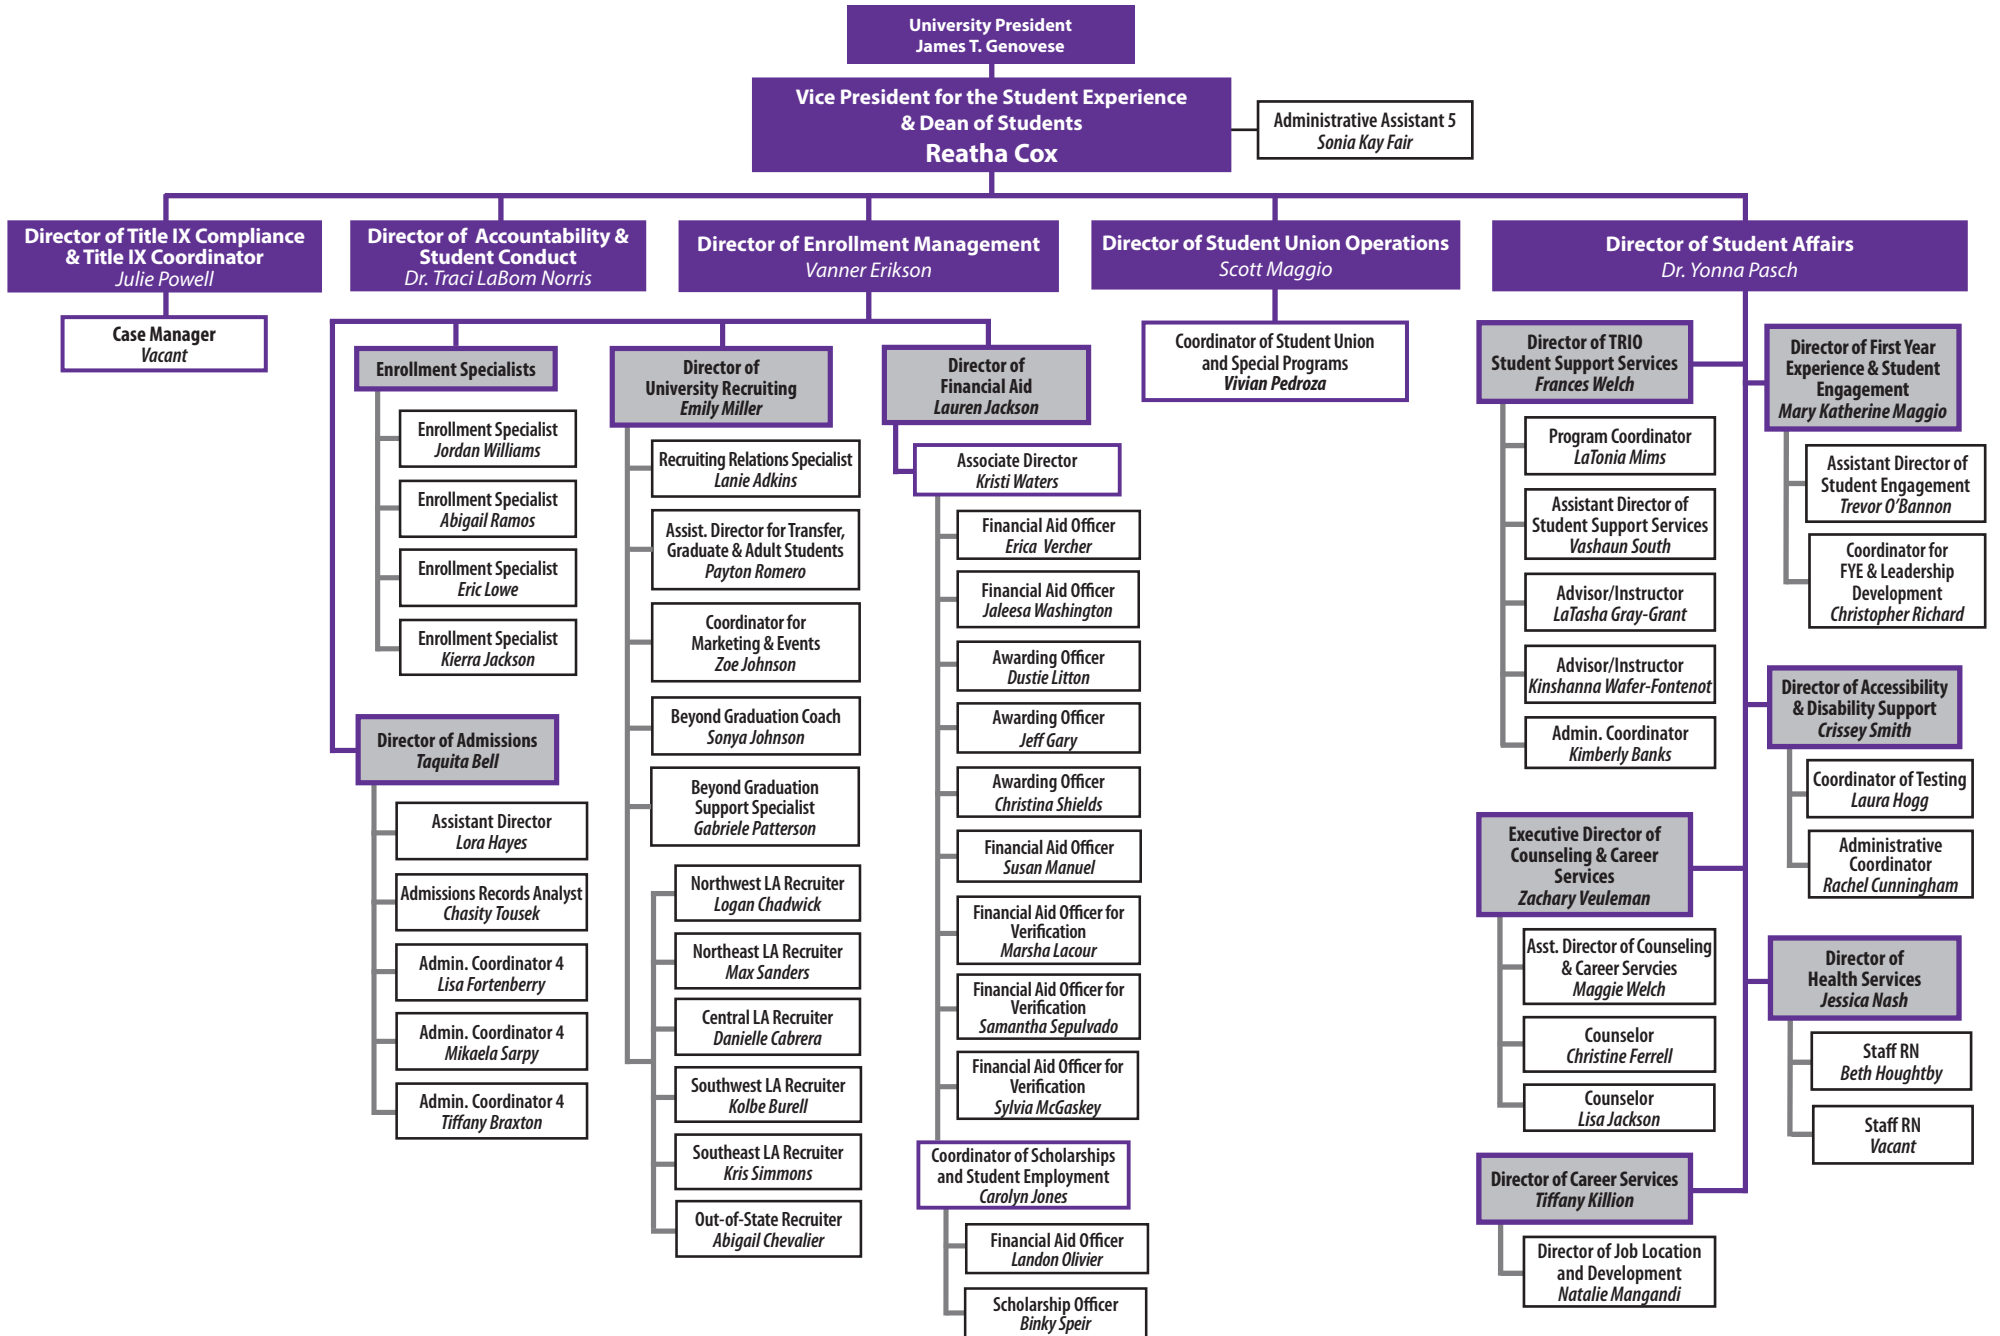 University President
James T. Genovese
Vice President for the Student Experience
& Dean of Students
Reatha Cox
Administrative Assistant 5
Sonia Kay Fair
Director of Title IX Compliance
& Title IX Coordinator
Julie Powell
Case Manager
Vacant
Director of Accountability &
Student Conduct
Dr. Traci LaBom Norris
Director of Enrollment Management
Vanner Erikson
Enrollment Specialists
Enrollment Specialist
Jordan Williams
Enrollment Specialist
Abigail Ramos
Enrollment Specialist
Eric Lowe
Enrollment Specialist
Kierra Jackson
Director of Admissions
Taquita Bell
Assistant Director
Lora Hayes
Admissions Records Analyst
Chasity Tousek
Admin. Coordinator 4
Lisa Fortenberry
Admin. Coordinator 4
Mikaela Sarpy
Admin. Coordinator 4
Tiffany Braxton
Director of
University Recruiting
Emily Miller
Recruiting Relations Specialist
Lanie Adkins
Assist. Director for Transfer,
Graduate & Adult Students
Payton Romero
Coordinator for
Marketing & Events
Zoe Johnson
Beyond Graduation Coach
Sonya Johnson
Beyond Graduation
Support Specialist
Gabriele Patterson
Northwest LA Recruiter
Logan Chadwick
Northeast LA Recruiter
Max Sanders
Central LA Recruiter
Danielle Cabrera
Southwest LA Recruiter
Kolbe Burell
Southeast LA Recruiter
Kris Simmons
Out-of-State Recruiter
Abigail Chevalier
Director of
Financial Aid
Lauren Jackson
Associate Director
Kristi Waters
Financial Aid Officer
Erica Vercher
Financial Aid Officer
Jaleesa Washington
Awarding Officer
Dustie Litton
Awarding Officer
Jeff Gary
Awarding Officer
Christina Shields
Financial Aid Officer
Susan Manuel
Financial Aid Officer for
Verification
Marsha Lacour
Financial Aid Officer for
Verification
Samantha Sepulvado
Financial Aid Officer for
Verification
Sylvia McGaskey
Coordinator of Scholarships
and Student Employment
Carolyn Jones
Financial Aid Officer
Landon Olivier
Scholarship Officer
Binky Speir
Director of Student Union Operations
Scott Maggio
Coordinator of Student Union
and Special Programs
Vivian Pedroza
Director of Student Affairs
Dr. Yonna Pasch
Director of TRIO
Student Support Services
Frances Welch
Program Coordinator
LaTonia Mims
Assistant Director of
Student Support Services
Vashaun South
Advisor/Instructor
LaTasha Gray-Grant
Advisor/Instructor
Kinshanna Wafer-Fontenot
Admin. Coordinator
Kimberly Banks
Executive Director of
Counseling & Career
Services
Zachary Veuleman
Asst. Director of Counseling
& Career Servcies
Maggie Welch
Counselor
Christine Ferrell
Counselor
Lisa Jackson
Director of Career Services
Tiffany Killion
Director of Job Location
and Development
Natalie Mangandi
Director of First Year
Experience & Student
Engagement
Mary Katherine Maggio
Assistant Director of
Student Engagement
Trevor O'Bannon
Coordinator for
FYE & Leadership
Development
Christopher Richard
Director of Accessibility
& Disability Support
Crissey Smith
Coordinator of Testing
Laura Hogg
Administrative
Coordinator
Rachel Cunningham
Director of
Health Services
Jessica Nash
Staff RN
Beth Houghtby
Staff RN
Vacant